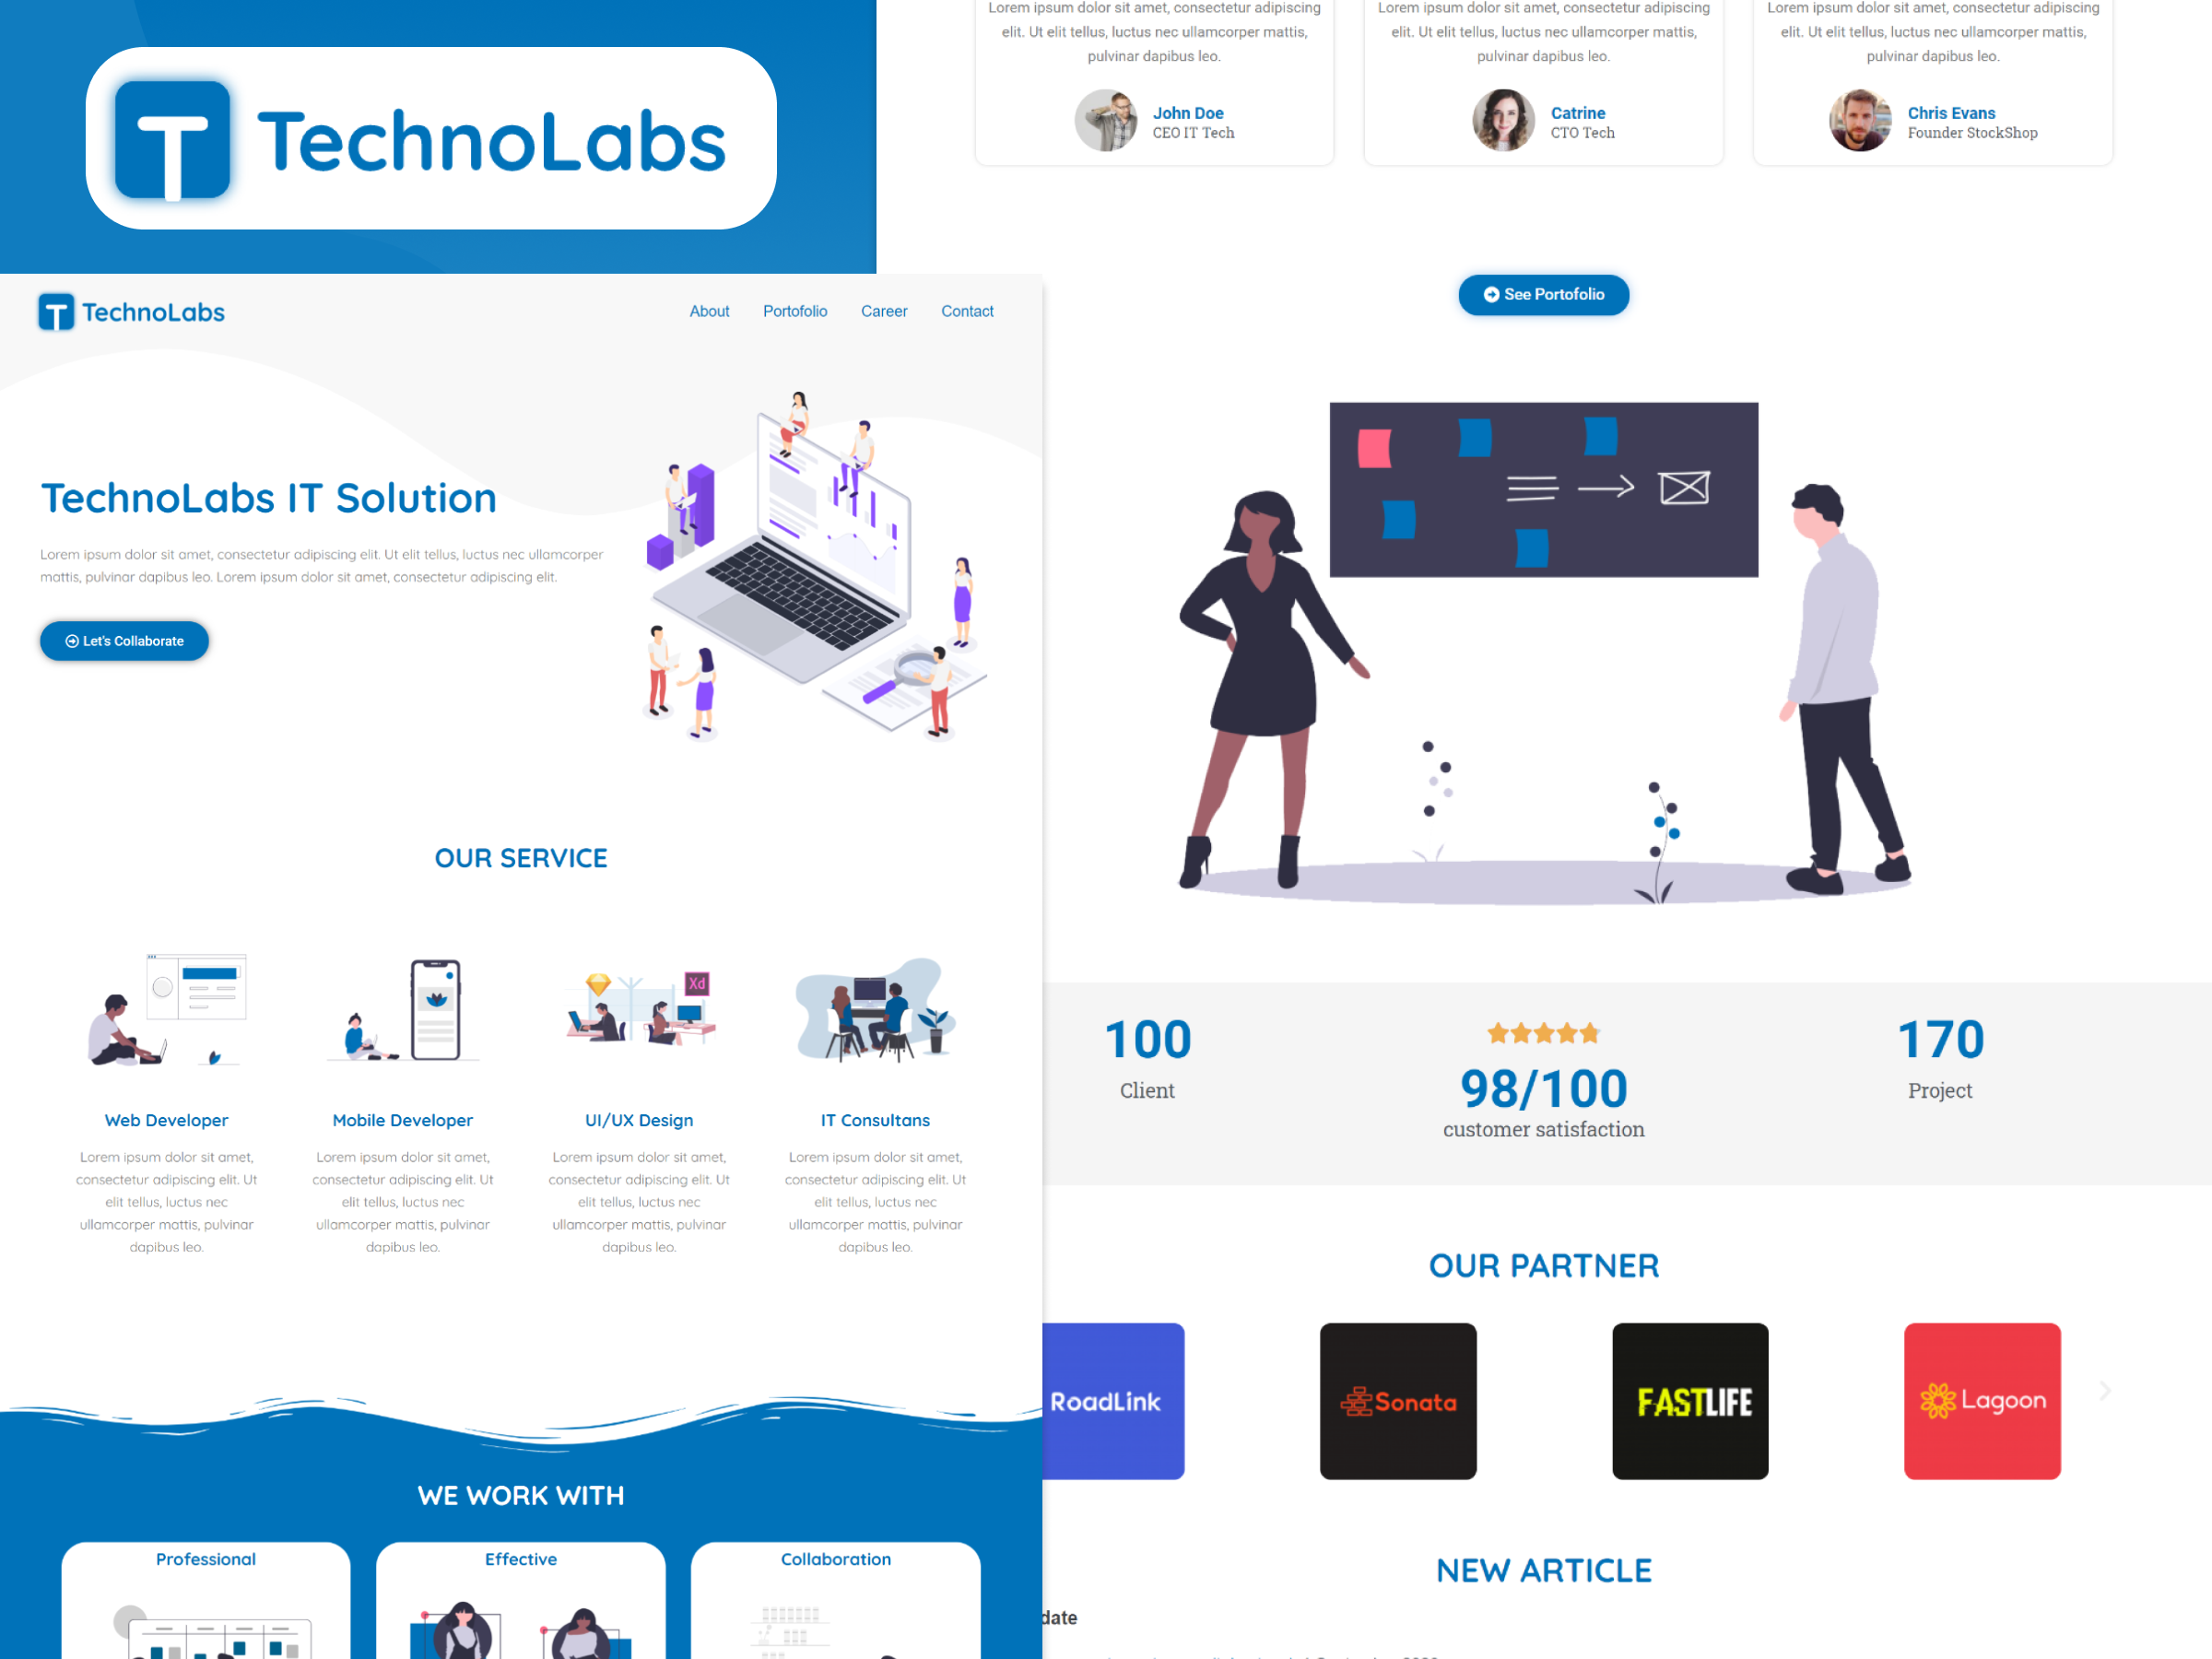 TechnoLabs
TechnoLabs
About
Portofolio
Career
Contact
TechnoLabs IT Solution
Lorem ipsum dolor sit amet, consectetur adipiscing elit. Ut elit tellus, luctus nec ullamcorper
mattis, pulvinar dapibus leo. Lorem ipsum dolor sit amet, consectetur adipiscing elit.
Let's Collaborate
OUR SERVICE
Xd
Web Developer
Lorem ipsum dolor sit amet,
consectetur adipiscing elit. Ut
elit tellus, luctus nec
ullamcorper mattis, pulvinar
dapibus leo.
Mobile Developer
Lorem ipsum dolor sit amet,
consectetur adipiscing elit. Ut
elit tellus, luctus nec
ullamcorper mattis, pulvinar
dapibus leo.
UI/UX Design
Lorem ipsum dolor sit amet,
consectetur adipiscing elit. Ut
elit tellus, luctus nec
ullamcorper mattis, pulvinar
dapibus leo.
IT Consultans
Lorem ipsum dolor sit amet,
consectetur adipiscing elit. Ut
elit tellus, luctus nec
ullamcorper mattis, pulvinar
dapibus leo.
WE WORK WITH
Professional
Effective
Collaboration
Lorem ipsum dolor sit amet, consectetur adipiscing
elit. Ut elit tellus, luctus nec ullamcorper mattis,
pulvinar dapibus leo.
John Doe
CEO IT Tech
Lorem ipsum dolor sit amet, consectetur adipiscing
elit. Ut elit tellus, luctus nec ullamcorper mattis,
pulvinar dapibus leo.
Catrine
CTO Tech
Lorem ipsum dolor sit amet, consectetur adipiscing
elit. Ut elit tellus, luctus nec ullamcorper mattis,
pulvinar dapibus leo.
Chris Evans
Founder StockShop
See Portofolio
100
Client
98/100
customer satisfaction
170
Project
OUR PARTNER
RoadLink
Sonata
FASTLIFE
Lagoon
NEW ARTICLE
date